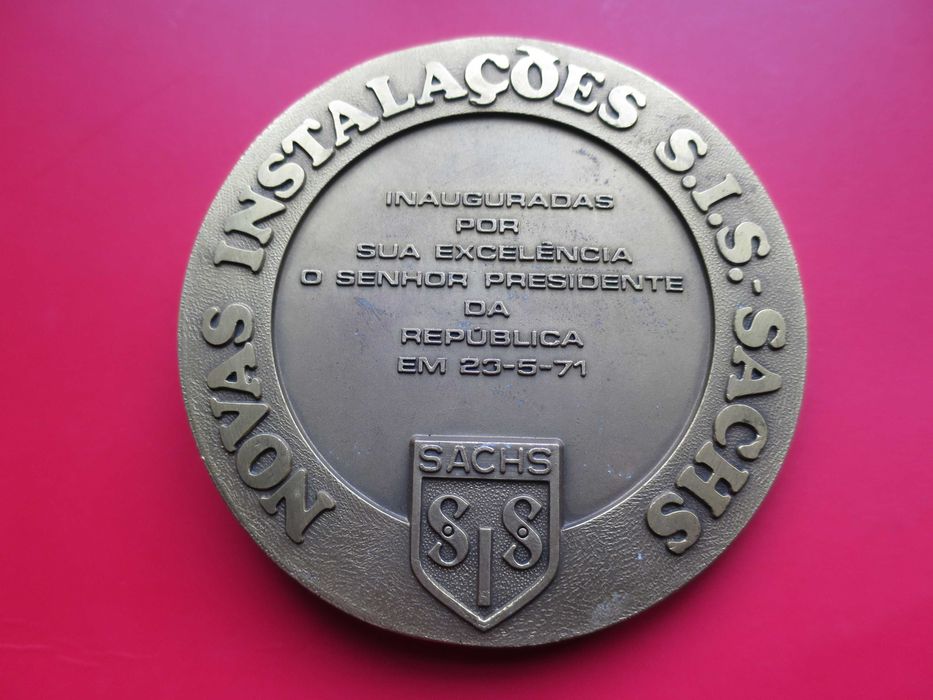 NOVAS INSTALAÇÕES S.I.S.-SACHS
INAUGURADAS
POR
SUA EXCELÊNCIA
O SENHOR PRESIDENTE
DA
REPÚBLICA
EM 23-5-71
SACHS
SIS